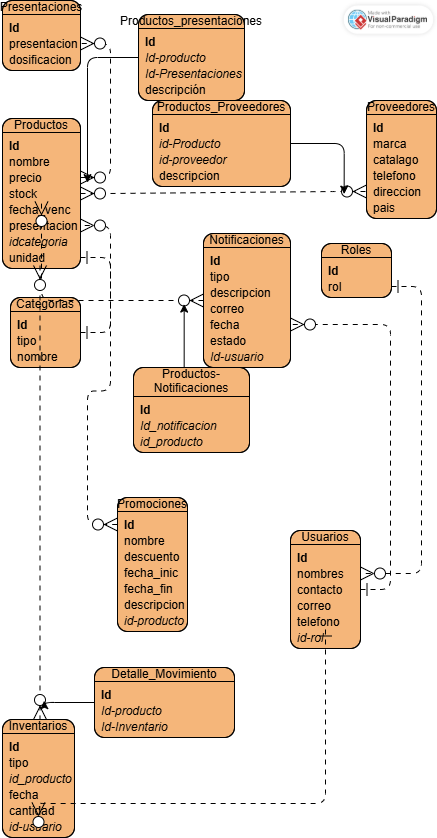 Presentaciones
Id
presentacion
dosificacion
Productos_presentaciones
Id
Id-producto
Id-Presentaciones
descripción
Made with
VisualParadigm
For non-commercial use
Productos_Proveedores
Id
id-Producto
id-proveedor
descripcion
Proveedores
Id
marca
catalago
telefono
direccion
pais
Productos
Id
nombre
precio
stock
fecha_venc
presentacion
idcategoria
unidad
Notificaciones
Id
tipo
descripcion
correo
fecha
estado
Id-usuario
Roles
Id
rol
Categorias
Id
tipo
nombre
Productos-
Notificaciones
Id
Id_notificacion
id_producto
Promociones
Id
nombre
descuento
fecha_inic
fecha_fin
descripcion
id-producto
Usuarios
Id
nombres
contacto
correo
telefono
id-rol
Detalle_Movimiento
Id
Id-producto
Id-Inventario
Inventarios
Id
tipo
id_producto
fecha
cantidad
id-usuario